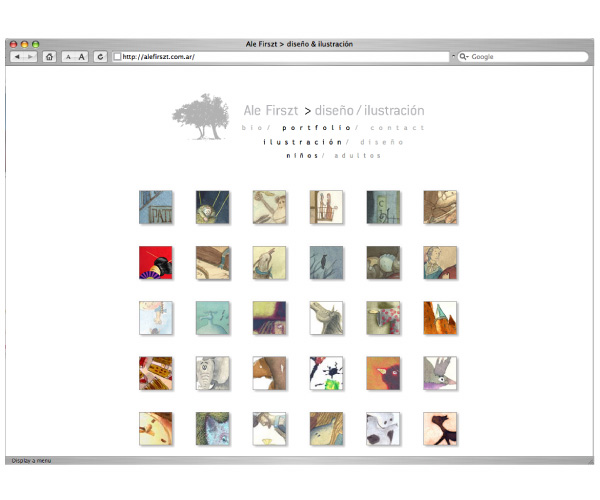 Ale Firszt > diseño & ilustración
A A C http://alefirszt.com.ar/ Q Google
Ale Firszt > diseño / ilustración
bio / portfolio / contact
ilustración / diseño
niños / adultos
PATI
Display a menu